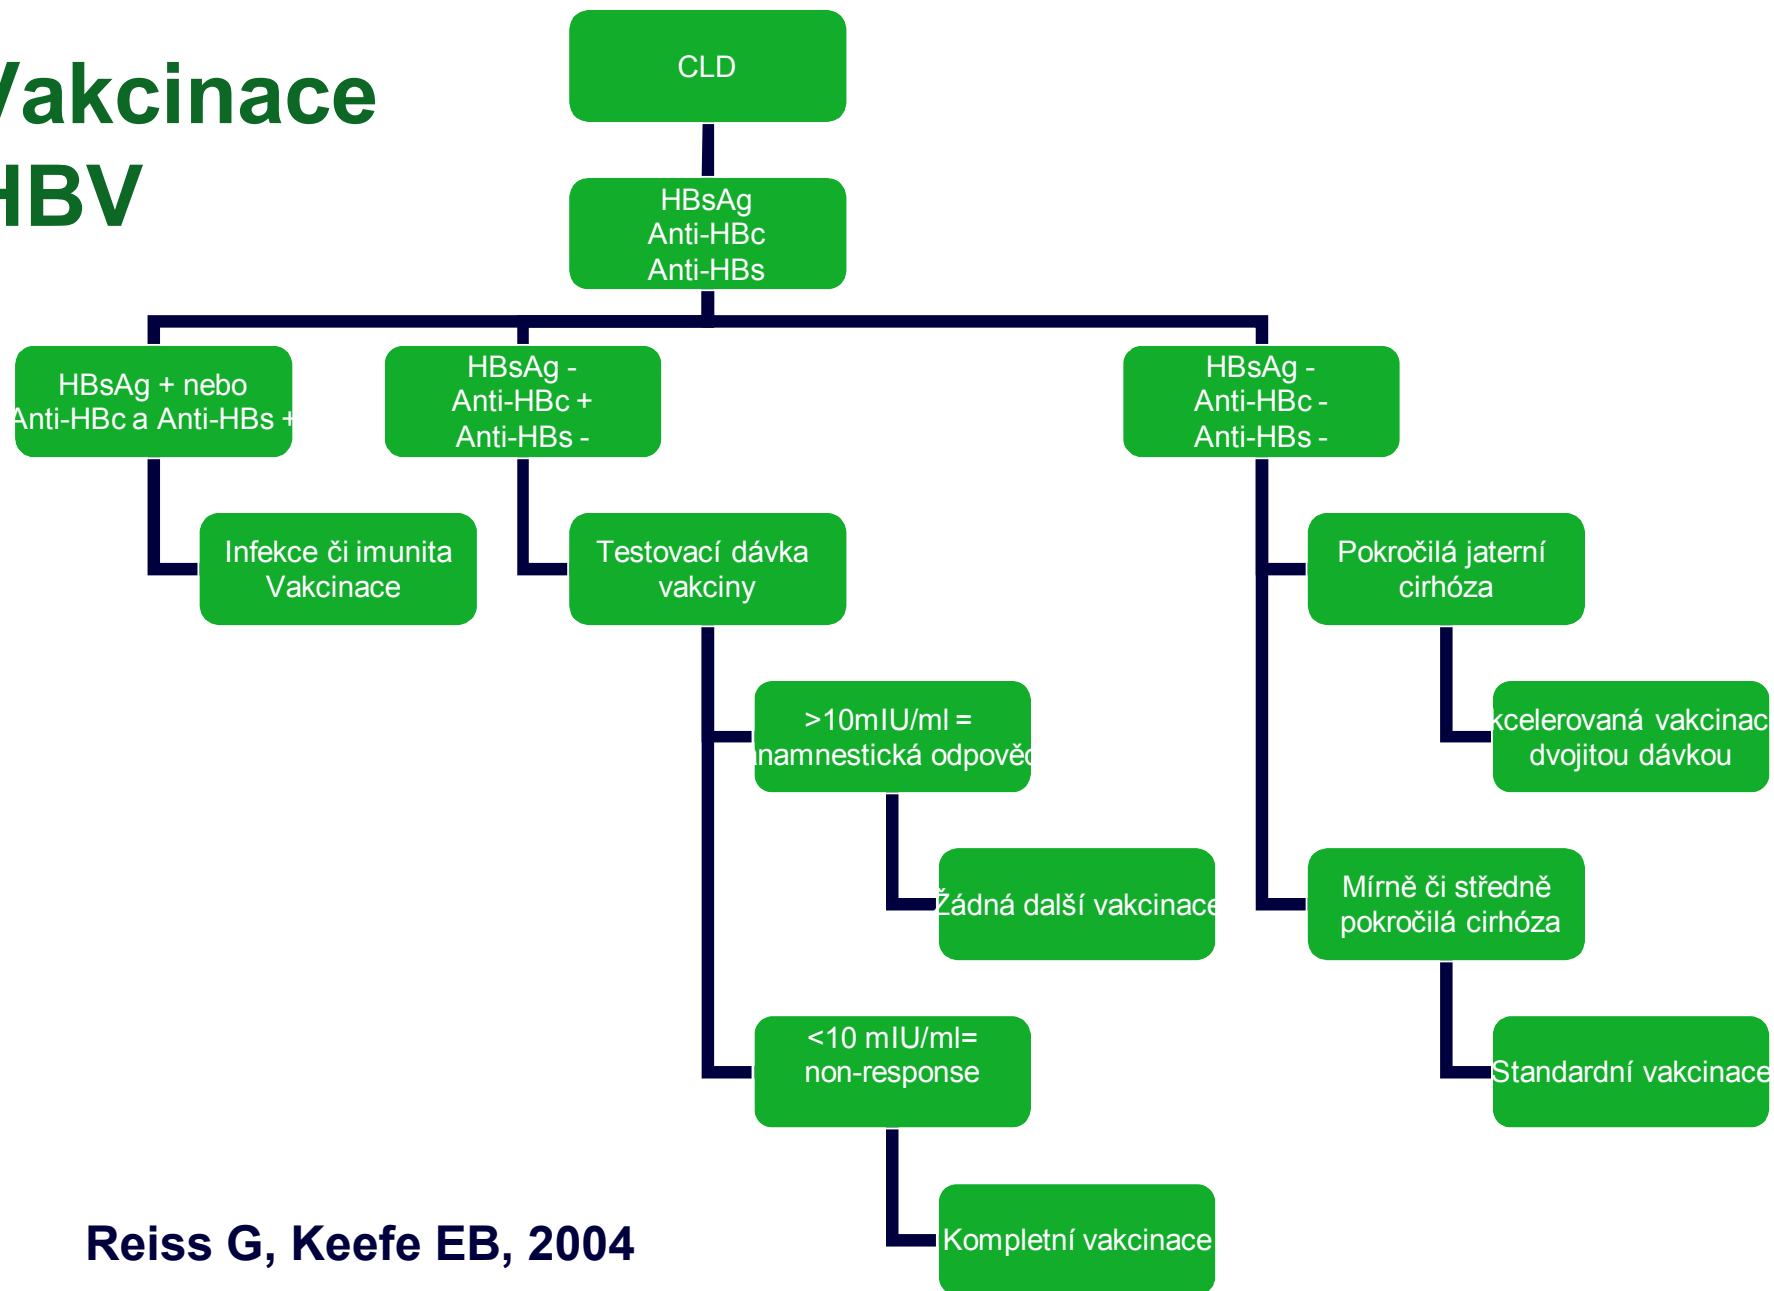 Vakcinace
HBV
CLD
HBsAg
Anti-HBc
Anti-HBs
HBsAg + nebo
Anti-HBc a Anti-HBs +
HBsAg -
Anti-HBc +
Anti-HBs -
HBsAg -
Anti-HBc -
Anti-HBs -
Infekce či imunita
Vakcinace
Testovací dávka
vakciny
Pokročilá jaterní
cirhóza
>10mIU/ml =
anamnestická odpověď
kcelerovaná vakcinac
dvojitou dávkou
Žádná další vakcinace
Mírně či středně
pokročilá cirhóza
<10 mIU/ml=
non-response
Standardní vakcinace
Kompletní vakcinace
Reiss G, Keefe EB, 2004